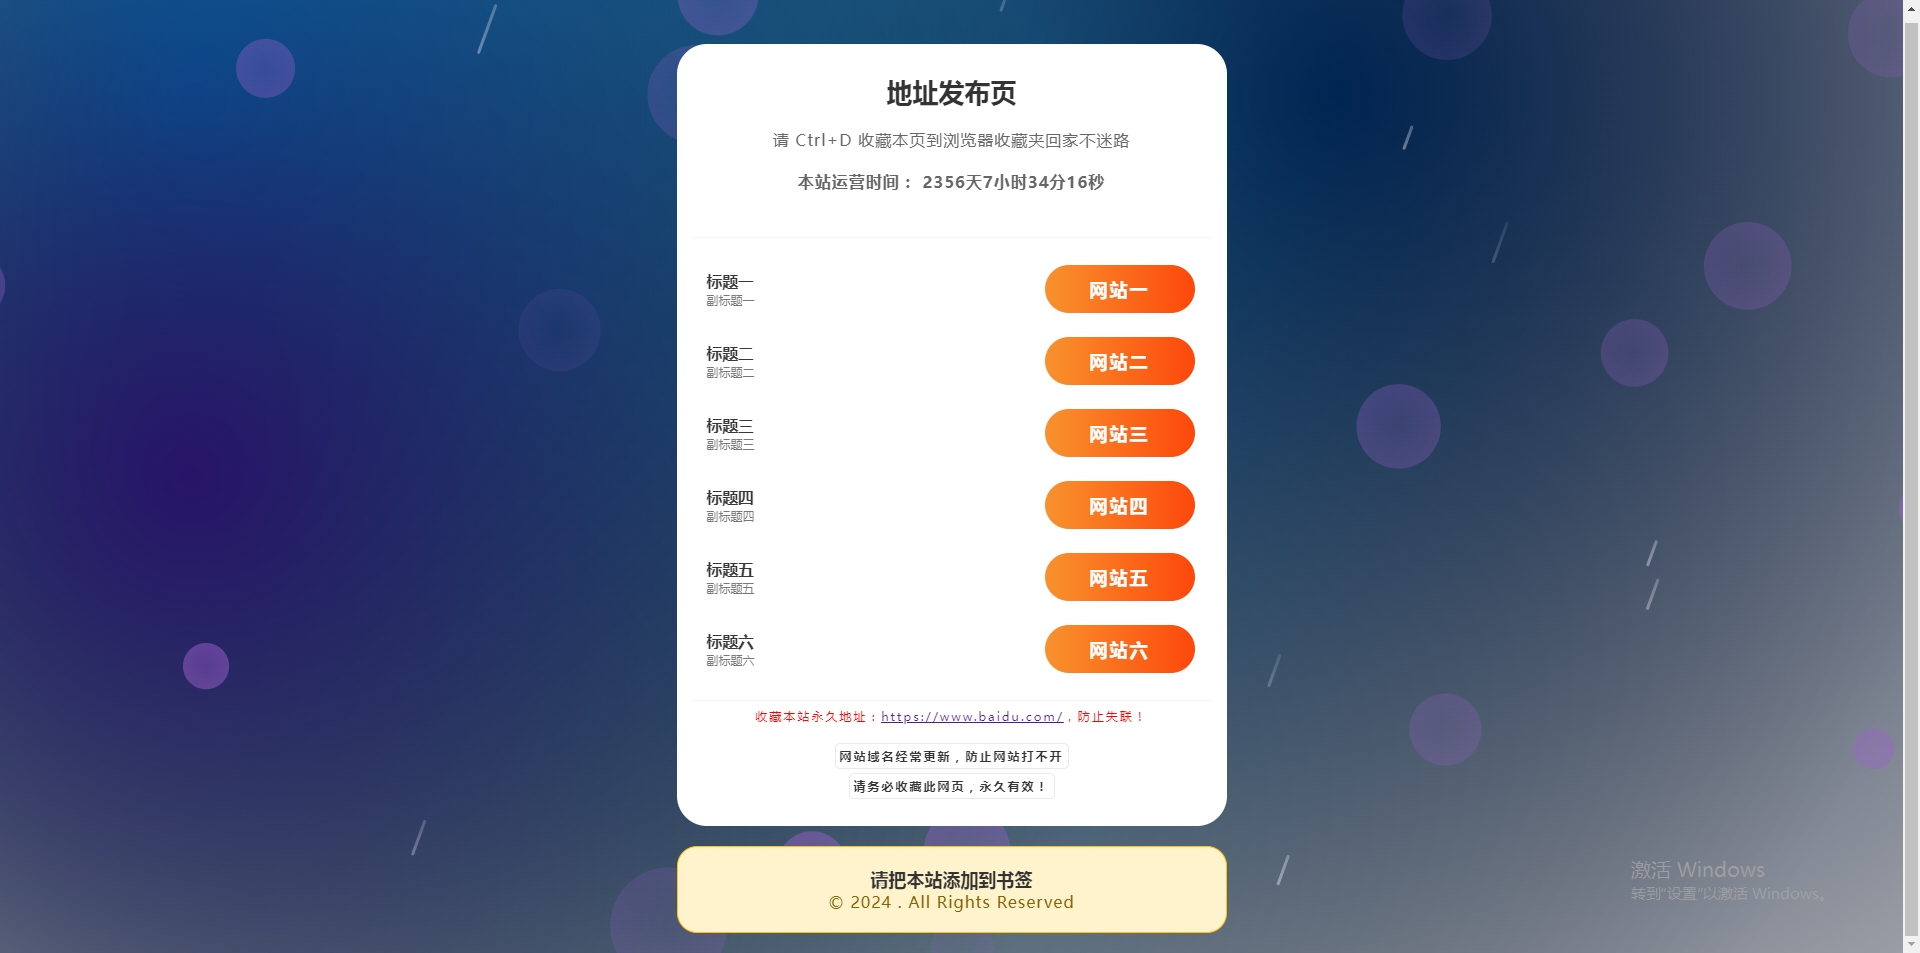 地址发布页
请 Ctrl+D 收藏本页到浏览器收藏夹回家不迷路
本站运营时间： 2356天7小时34分16秒
标题一
副标题一
网站一
标题二
副标题二
网站二
标题三
副标题三
网站三
标题四
副标题四
网站四
标题五
副标题五
网站五
标题六
副标题六
网站六
收藏本站永久地址：https://www.baidu.com/，防止失联！
网站域名经常更新，防止网站打不开
请务必收藏此网页，永久有效！
请把本站添加到书签
© 2024 . All Rights Reserved
激活 Windows
转到"设置"以激活 Windows。